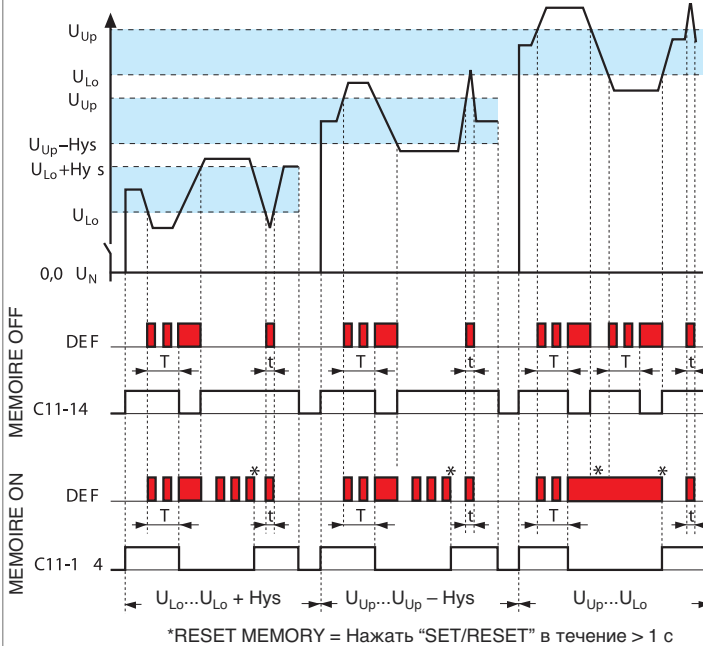 U_Up
U_Lo
U_Up
U_Up–Hys
U_Lo+Hy s
U_Lo
0,0 U_N
MEMOIRE OFF
DEF
T t T t T T t
C11-14
MEMOIRE ON
* * * *
DEF
T t T t T t
C11-1 4
U_Lo...U_Lo + Hys U_Up...U_Up – Hys U_Up...U_Lo
*RESET MEMORY = Нажать “SET/RESET” в течение > 1 с